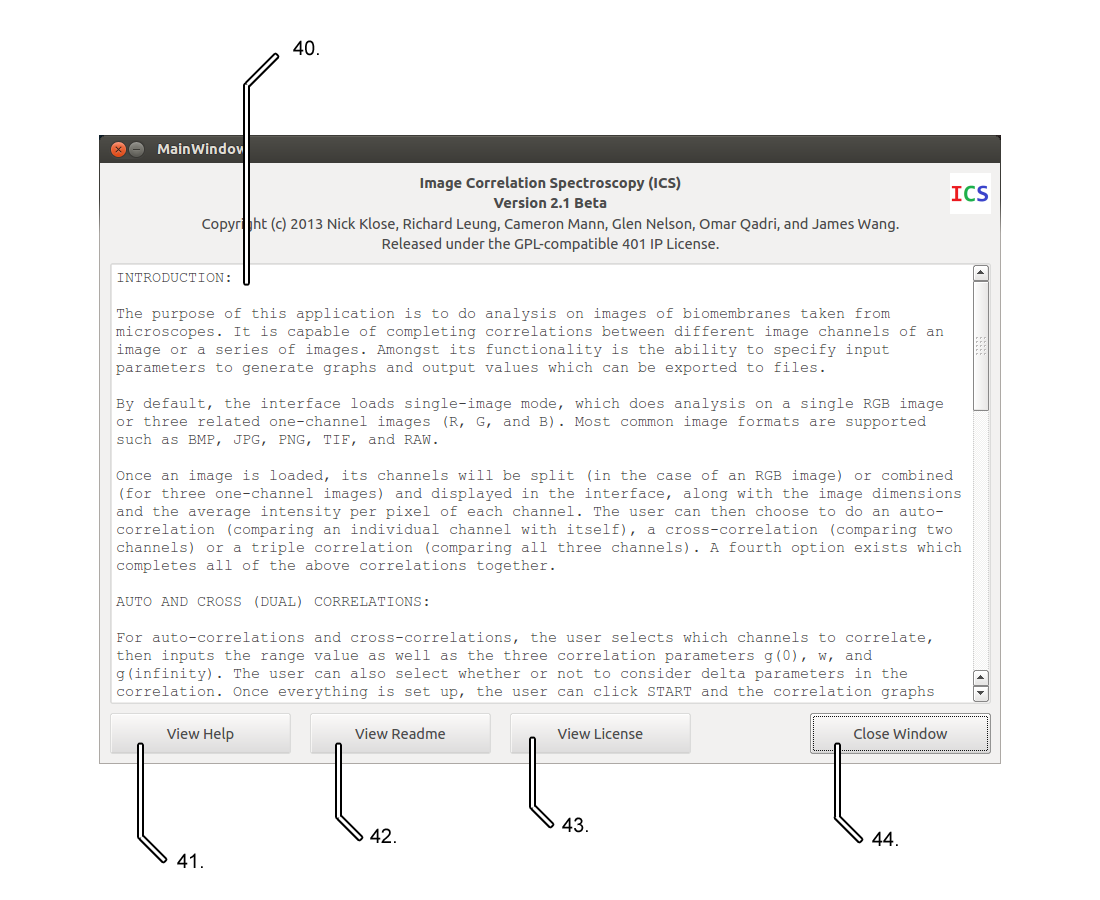 40.
MainWindow
Image Correlation Spectroscopy (ICS)
Version 2.1 Beta
ICS
Copyright (c) 2013 Nick Klose, Richard Leung, Cameron Mann, Glen Nelson, Omar Qadri, and James Wang.
Released under the GPL-compatible 401 IP License.
INTRODUCTION:
The purpose of this application is to do analysis on images of biomembranes taken from
microscopes. It is capable of completing correlations between different image channels of an
image or a series of images. Amongst its functionality is the ability to specify input
parameters to generate graphs and output values which can be exported to files.
By default, the interface loads single-image mode, which does analysis on a single RGB image
or three related one-channel images (R, G, and B). Most common image formats are supported
such as BMP, JPG, PNG, TIF, and RAW.
Once an image is loaded, its channels will be split (in the case of an RGB image) or combined
(for three one-channel images) and displayed in the interface, along with the image dimensions
and the average intensity per pixel of each channel. The user can then choose to do an auto-
correlation (comparing an individual channel with itself), a cross-correlation (comparing two
channels) or a triple correlation (comparing all three channels). A fourth option exists which
completes all of the above correlations together.
AUTO AND CROSS (DUAL) CORRELATIONS:
For auto-correlations and cross-correlations, the user selects which channels to correlate,
then inputs the range value as well as the three correlation parameters g(0), w, and
g(infinity). The user can also select whether or not to consider delta parameters in the
correlation. Once everything is set up, the user can click START and the correlation graphs
View Help
View Readme
View License
Close Window
41.
42.
43.
44.